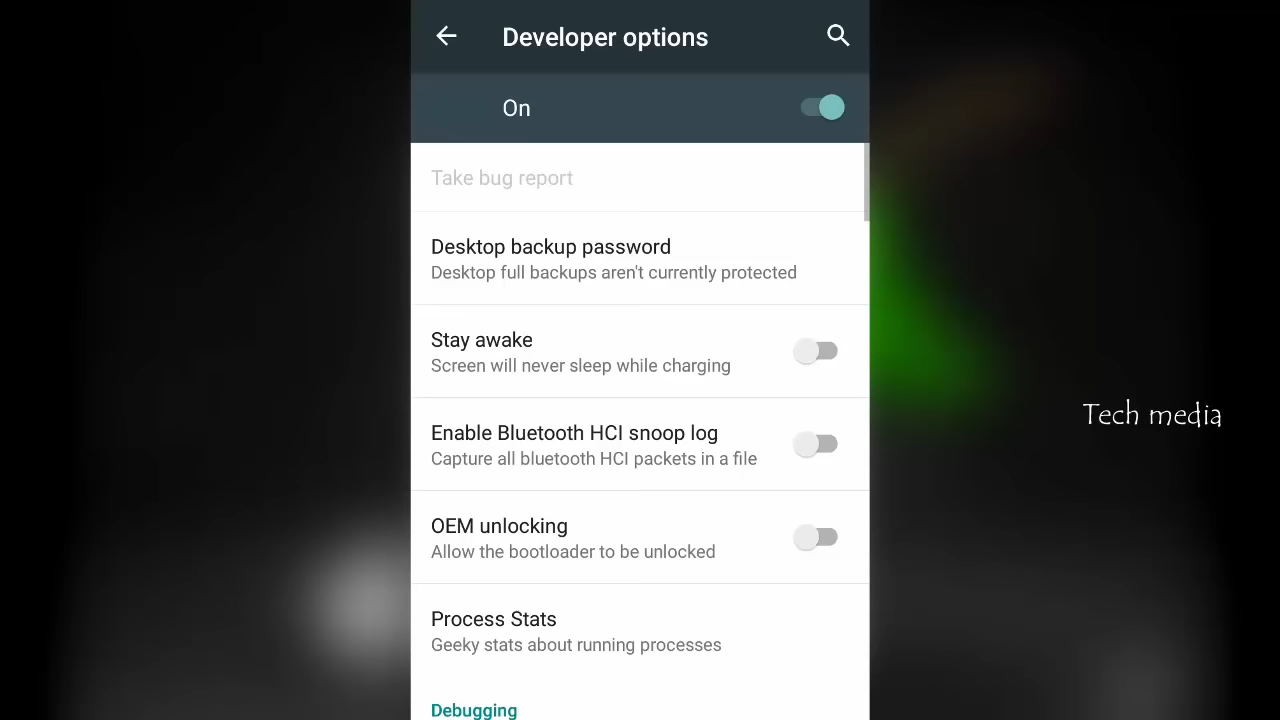 Developer options
On
Take bug report
Desktop backup password
Desktop full backups aren't currently protected
Stay awake
Screen will never sleep while charging
Enable Bluetooth HCI snoop log
Capture all bluetooth HCI packets in a file
OEM unlocking
Allow the bootloader to be unlocked
Process Stats
Geeky stats about running processes
Debugging
Tech media